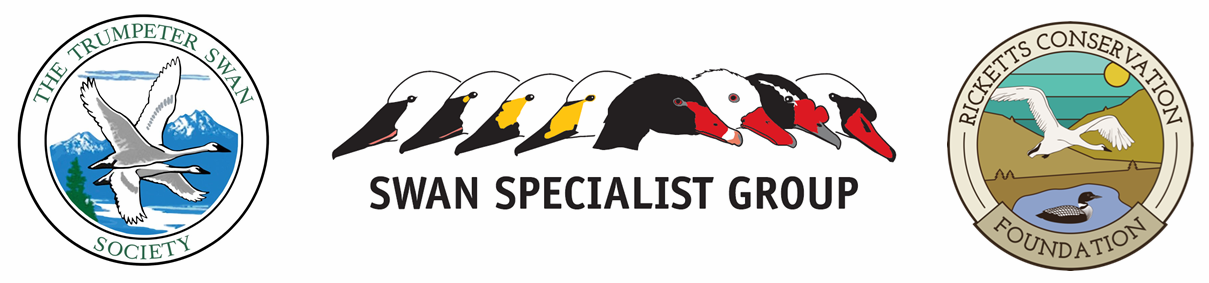 THE TRUMPETER SWAN
SOCIETY
SWAN SPECIALIST GROUP
RICKETTS CONSERVATION
FOUNDATION